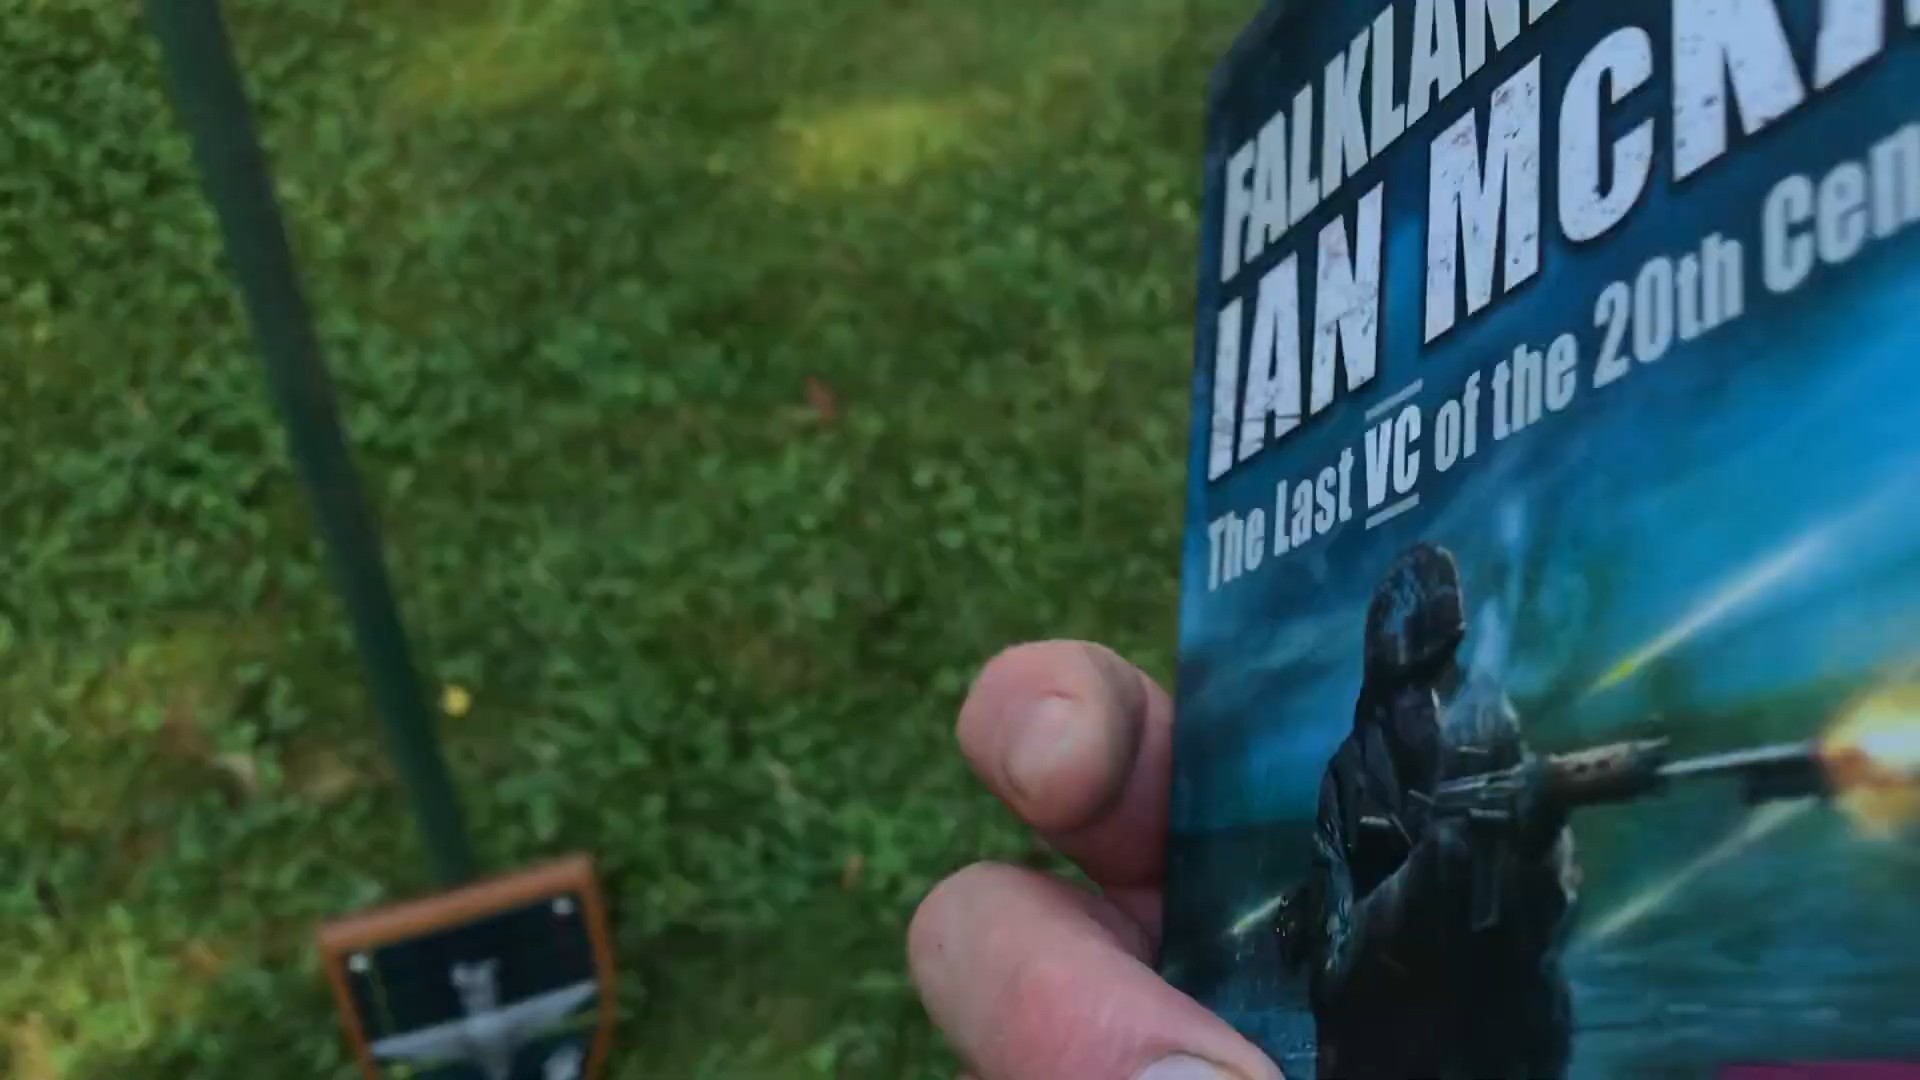 FALKLAN
IAN MCK
The Last VC of the 20th Cen